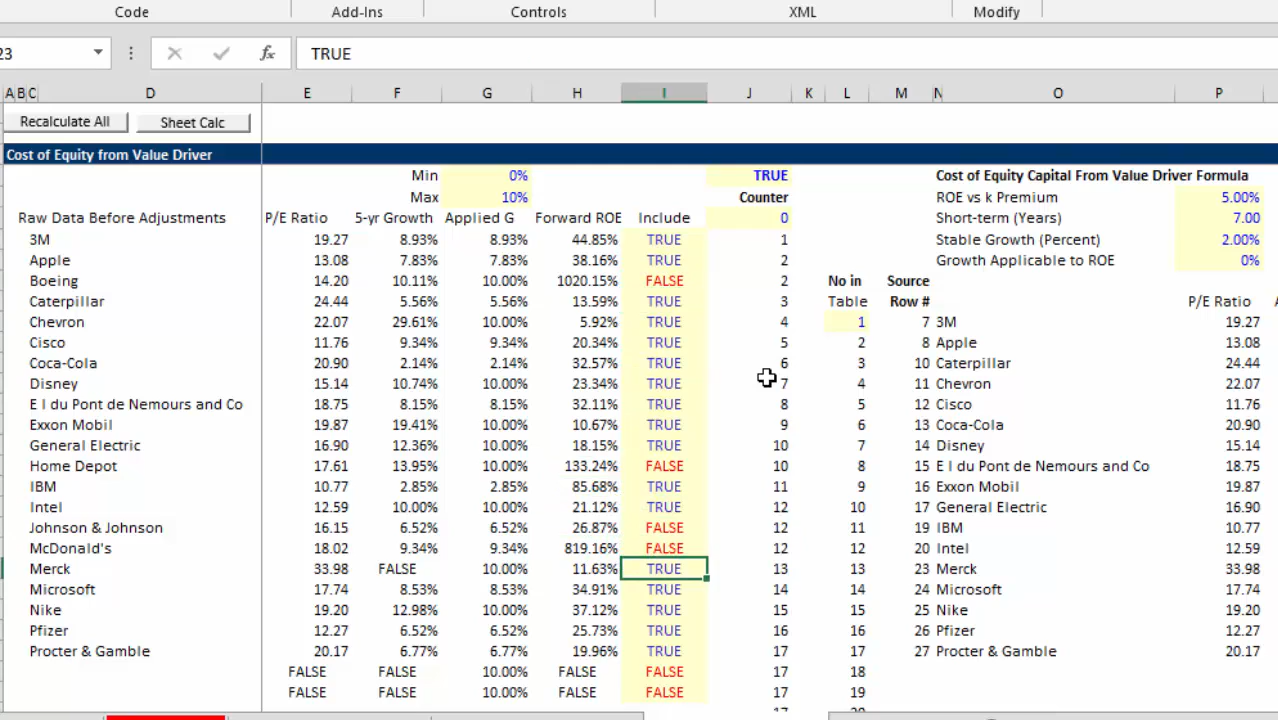 Code Add-Ins Controls XML Modify
23 fx TRUE
A B C D E F G H I J K L M N O P
Recalculate All Sheet Calc
Cost of Equity from Value Driver
Min 0% TRUE Cost of Equity Capital From Value Driver Formula
Max 10% Counter ROE vs k Premium 5.00%
Raw Data Before Adjustments P/E Ratio 5-yr Growth Applied G Forward ROE Include 0 Short-term (Years) 7.00
3M 19.27 8.93% 8.93% 44.85% TRUE 1 Stable Growth (Percent) 2.00%
Apple 13.08 7.83% 7.83% 38.16% TRUE 2 Growth Applicable to ROE 0%
Boeing 14.20 10.11% 10.00% 1020.15% FALSE 2 No in Source
Caterpillar 24.44 5.56% 5.56% 13.59% TRUE 3 Table Row # P/E Ratio
Chevron 22.07 29.61% 10.00% 5.92% TRUE 4 1 7 3M 19.27
Cisco 11.76 9.34% 9.34% 20.34% TRUE 5 2 8 Apple 13.08
Coca-Cola 20.90 2.14% 2.14% 32.57% TRUE 6 3 10 Caterpillar 24.44
Disney 15.14 10.74% 10.00% 23.34% TRUE 7 4 11 Chevron 22.07
E I du Pont de Nemours and Co 18.75 8.15% 8.15% 32.11% TRUE 8 5 12 Cisco 11.76
Exxon Mobil 19.87 19.41% 10.00% 10.67% TRUE 9 6 13 Coca-Cola 20.90
General Electric 16.90 12.36% 10.00% 18.15% TRUE 10 7 14 Disney 15.14
Home Depot 17.61 13.95% 10.00% 133.24% FALSE 10 8 15 E I du Pont de Nemours and Co 18.75
IBM 10.77 2.85% 2.85% 85.68% TRUE 11 9 16 Exxon Mobil 19.87
Intel 12.59 10.00% 10.00% 21.12% TRUE 12 10 17 General Electric 16.90
Johnson & Johnson 16.15 6.52% 6.52% 26.87% FALSE 12 11 19 IBM 10.77
McDonald's 18.02 9.34% 9.34% 819.16% FALSE 12 12 20 Intel 12.59
Merck 33.98 FALSE 10.00% 11.63% TRUE 13 13 23 Merck 33.98
Microsoft 17.74 8.53% 8.53% 34.91% TRUE 14 14 24 Microsoft 17.74
Nike 19.20 12.98% 10.00% 37.12% TRUE 15 15 25 Nike 19.20
Pfizer 12.27 6.52% 6.52% 25.73% TRUE 16 16 26 Pfizer 12.27
Procter & Gamble 20.17 6.77% 6.77% 19.96% TRUE 17 17 27 Procter & Gamble 20.17
FALSE FALSE 10.00% FALSE FALSE 17 18
FALSE FALSE 10.00% FALSE FALSE 17 19